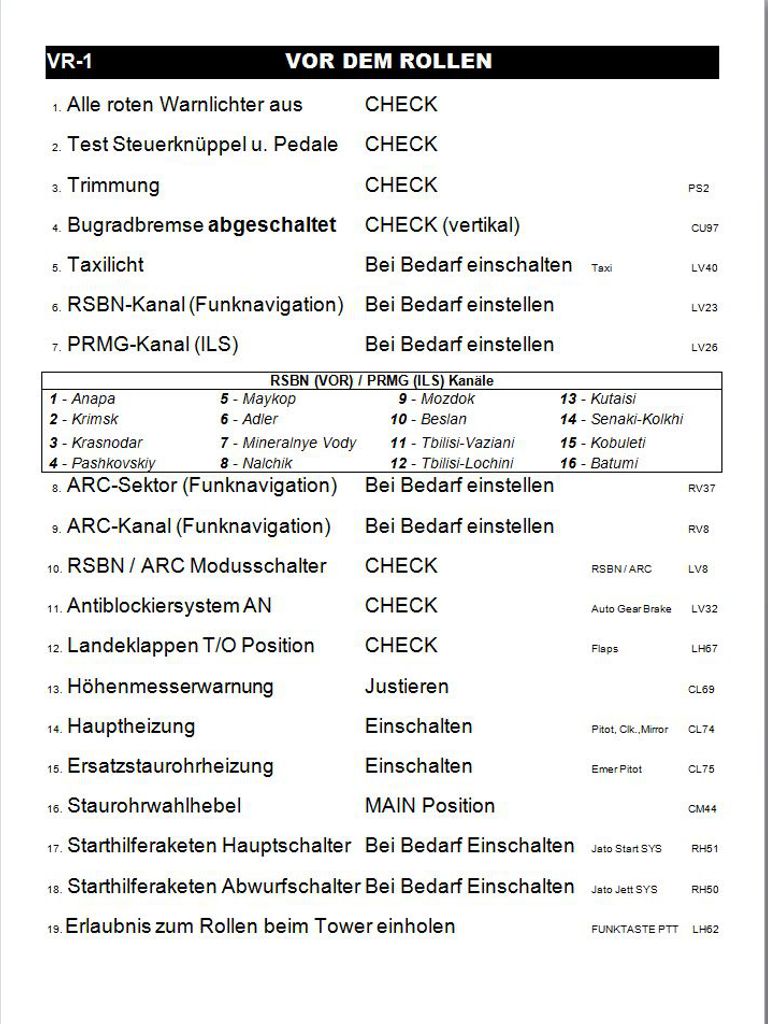 VR-1 VOR DEM ROLLEN
1. Alle roten Warnlichter aus CHECK
2. Test Steuerknüppel u. Pedale CHECK
3. Trimmung CHECK PS2
4. Bugradbremse abgeschaltet CHECK (vertikal) CU97
5. Taxilicht Bei Bedarf einschalten Taxi LV40
6. RSBN-Kanal (Funknavigation) Bei Bedarf einstellen LV23
7. PRMG-Kanal (ILS) Bei Bedarf einstellen LV26
RSBN (VOR) / PRMG (ILS) Kanäle
1 - Anapa 5 - Maykop 9 - Mozdok 13 - Kutaisi
2 - Krimsk 6 - Adler 10 - Beslan 14 - Senaki-Kolkhi
3 - Krasnodar 7 - Mineralnye Vody 11 - Tbilisi-Vaziani 15 - Kobuleti
4 - Pashkovskiy 8 - Nalchik 12 - Tbilisi-Lochini 16 - Batumi
8. ARC-Sektor (Funknavigation) Bei Bedarf einstellen RV37
9. ARC-Kanal (Funknavigation) Bei Bedarf einstellen RV8
10. RSBN / ARC Modusschalter CHECK RSBN / ARC LV8
11. Antiblockiersystem AN CHECK Auto Gear Brake LV32
12. Landeklappen T/O Position CHECK Flaps LH67
13. Höhenmesserwarnung Justieren CL69
14. Hauptheizung Einschalten Pitot, Clk.,Mirror CL74
15. Ersatzstaurohrheizung Einschalten Emer Pitot CL75
16. Staurohrwahlhebel MAIN Position CM44
17. Starthilferaketen Hauptschalter Bei Bedarf Einschalten Jato Start SYS RH51
18. Starthilferaketen Abwurfschalter Bei Bedarf Einschalten Jato Jett SYS RH50
19. Erlaubnis zum Rollen beim Tower einholen FUNKTASTE PTT LH62